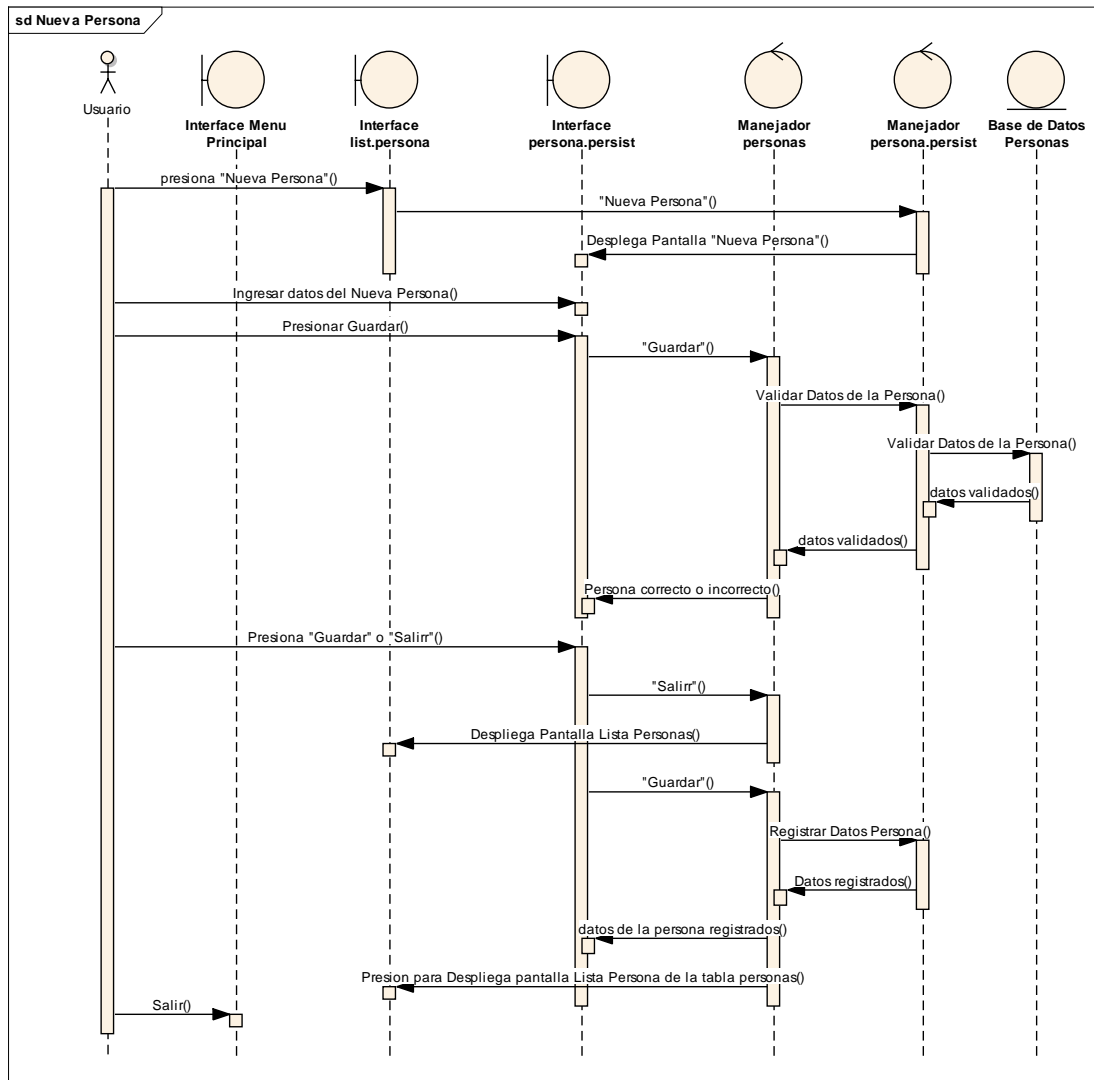 sd Nueva Persona
Usuario
Interface Menu
Principal
Interface
list.persona
Interface
persona.persist
Manejador
personas
Manejador
persona.persist
Base de Datos
Personas
presiona "Nueva Persona"()
"Nueva Persona"()
Desplega Pantalla "Nueva Persona"()
Ingresar datos del Nueva Persona()
Presionar Guardar()
"Guardar"()
Validar Datos de la Persona()
Validar Datos de la Persona()
datos validados()
datos validados()
Persona correcto o incorrecto()
Presiona "Guardar" o "Salirr"()
"Salirr"()
Despliega Pantalla Lista Personas()
"Guardar"()
Registrar Datos Persona()
Datos registrados()
datos de la persona registrados()
Presion para Despliega pantalla Lista Persona de la tabla personas()
Salir()